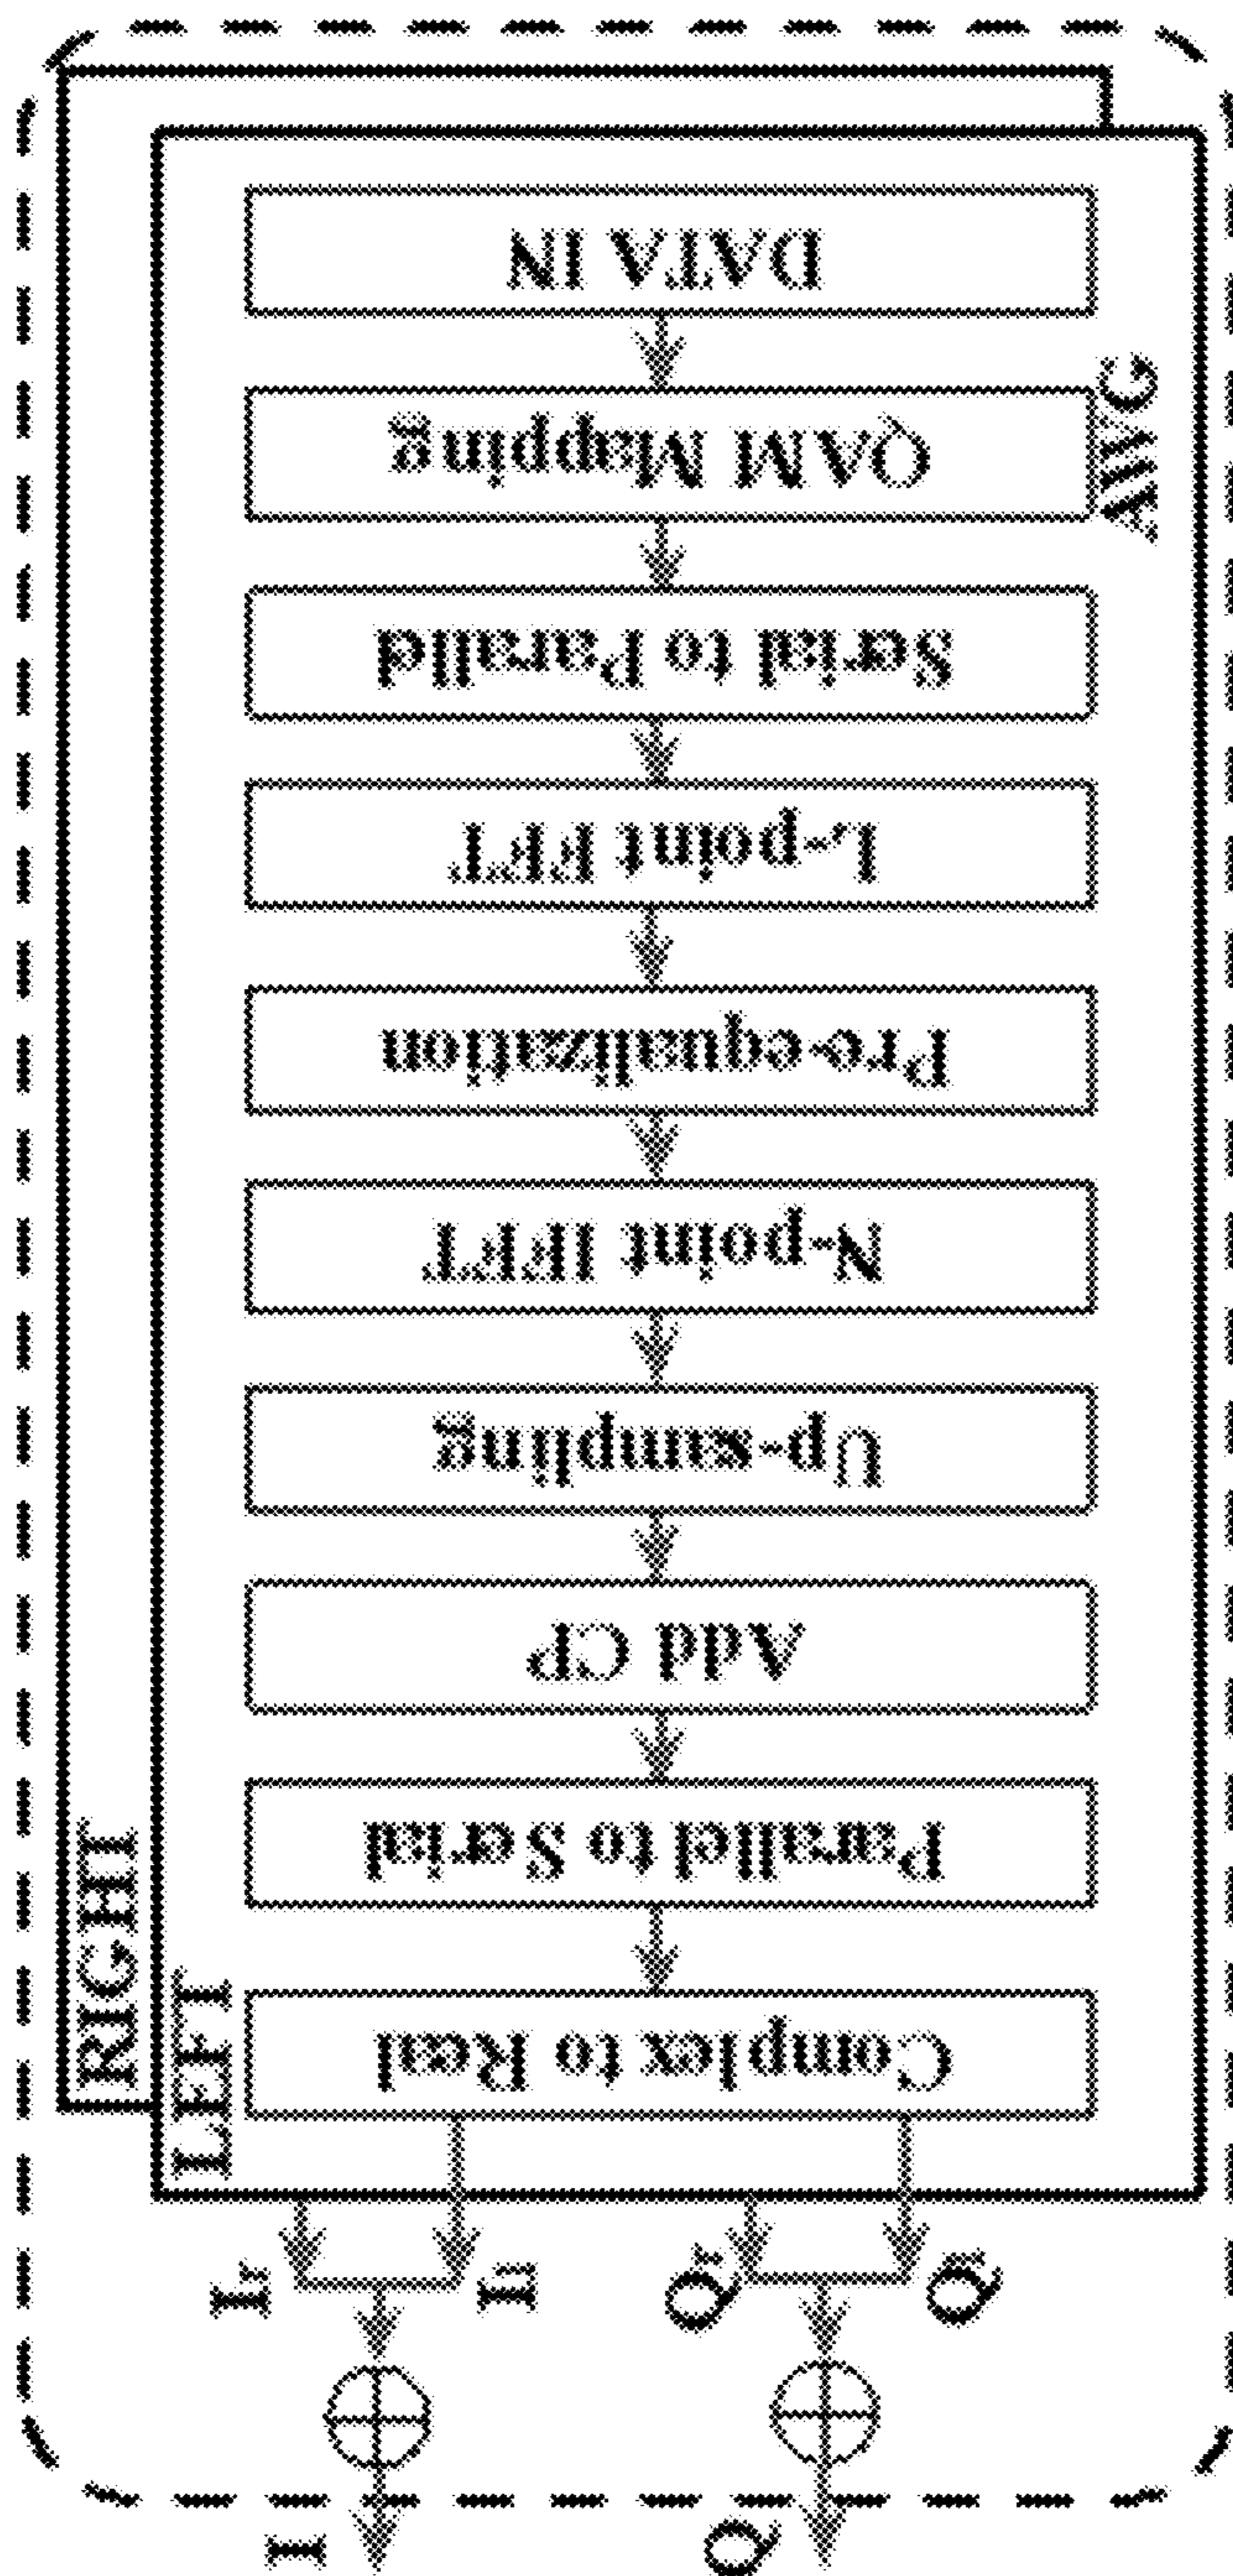 DATA IN
QAM Mapping
AWG
Serial to Parallel
L-point FFT
Pre-equalization
N-point IFFT
Up-sampling
Add CP
Parallel to Serial
RIGHT
LEFT
Complex to Real
Ir
Il
Qr
Ql
I
Q